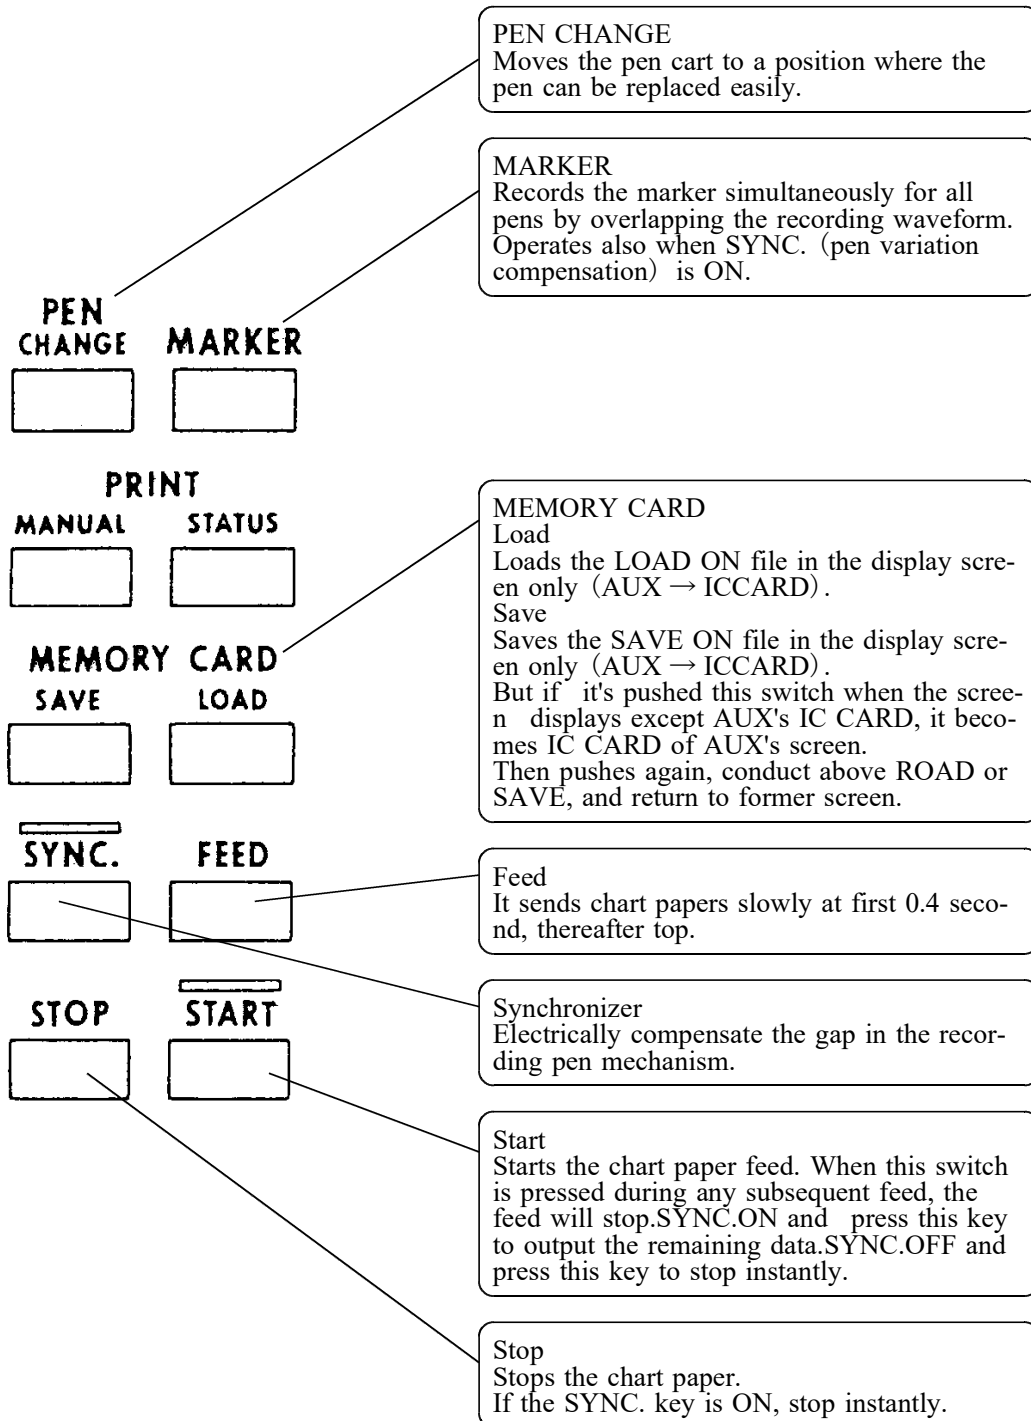 PEN CHANGE
Moves the pen cart to a position where the
pen can be replaced easily.
MARKER
Records the marker simultaneously for all
pens by overlapping the recording waveform.
Operates also when SYNC. (pen variation
compensation) is ON.
PEN
CHANGE
MARKER
PRINT
MANUAL
STATUS
MEMORY CARD
SAVE
LOAD
MEMORY CARD
Load
Loads the LOAD ON file in the display scre-
en only (AUX → ICCARD).
Save
Saves the SAVE ON file in the display scre-
en only (AUX → ICCARD).
But if it's pushed this switch when the scree-
n displays except AUX's IC CARD, it beco-
mes IC CARD of AUX's screen.
Then pushes again, conduct above ROAD or
SAVE, and return to former screen.
SYNC.
FEED
Feed
It sends chart papers slowly at first 0.4 seco-
nd, thereafter top.
STOP
START
Synchronizer
Electrically compensate the gap in the recor-
ding pen mechanism.
Start
Starts the chart paper feed. When this switch
is pressed during any subsequent feed, the
feed will stop.SYNC.ON and press this key
to output the remaining data.SYNC.OFF and
press this key to stop instantly.
Stop
Stops the chart paper.
If the SYNC. key is ON, stop instantly.